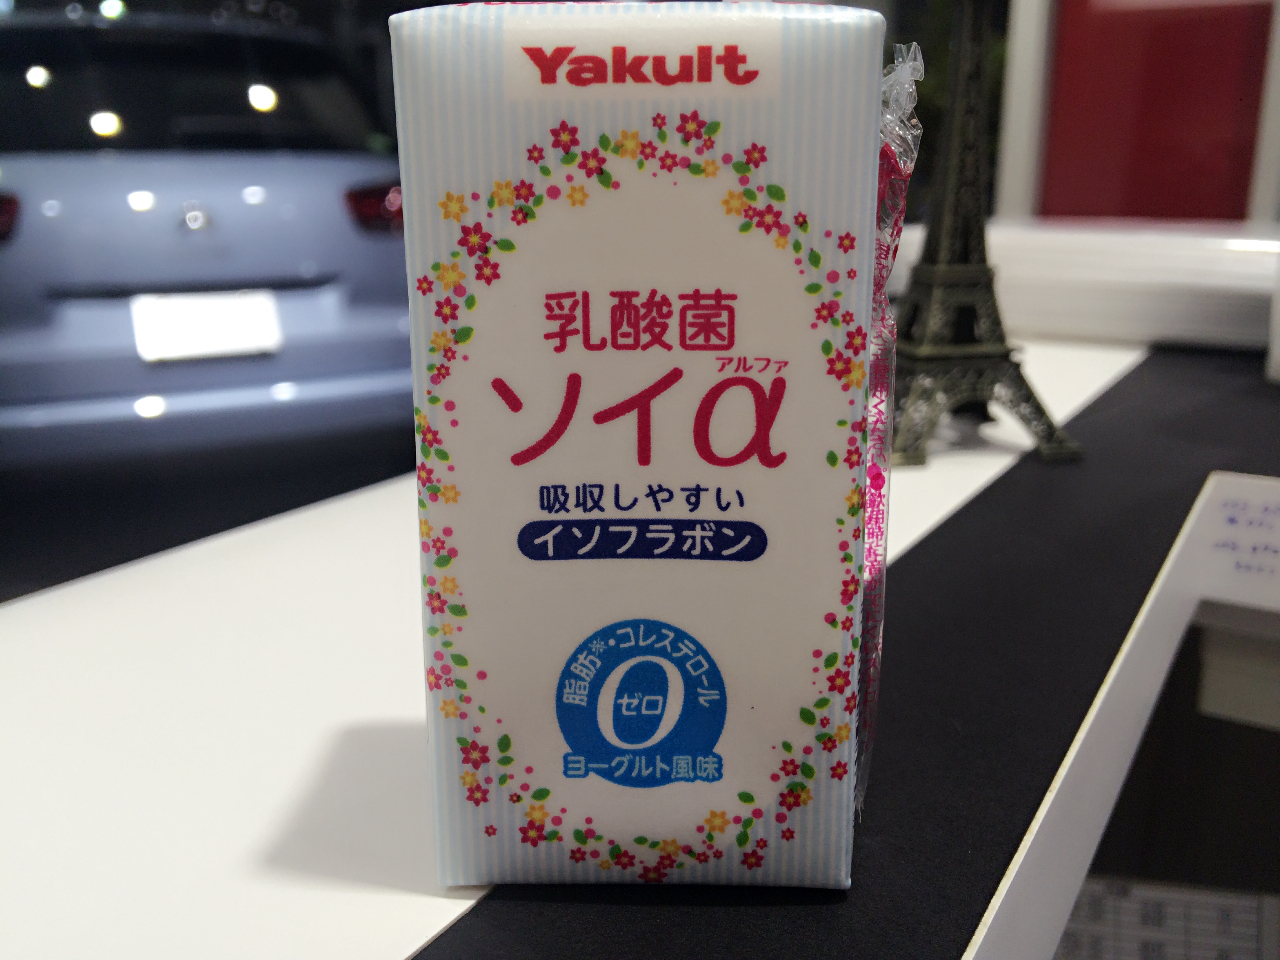 Yakult
乳酸菌
アルファ
ソイα
吸収しやすい
イソフラボン
脂肪※・コレステロール
0
ゼロ
ヨーグルト風味